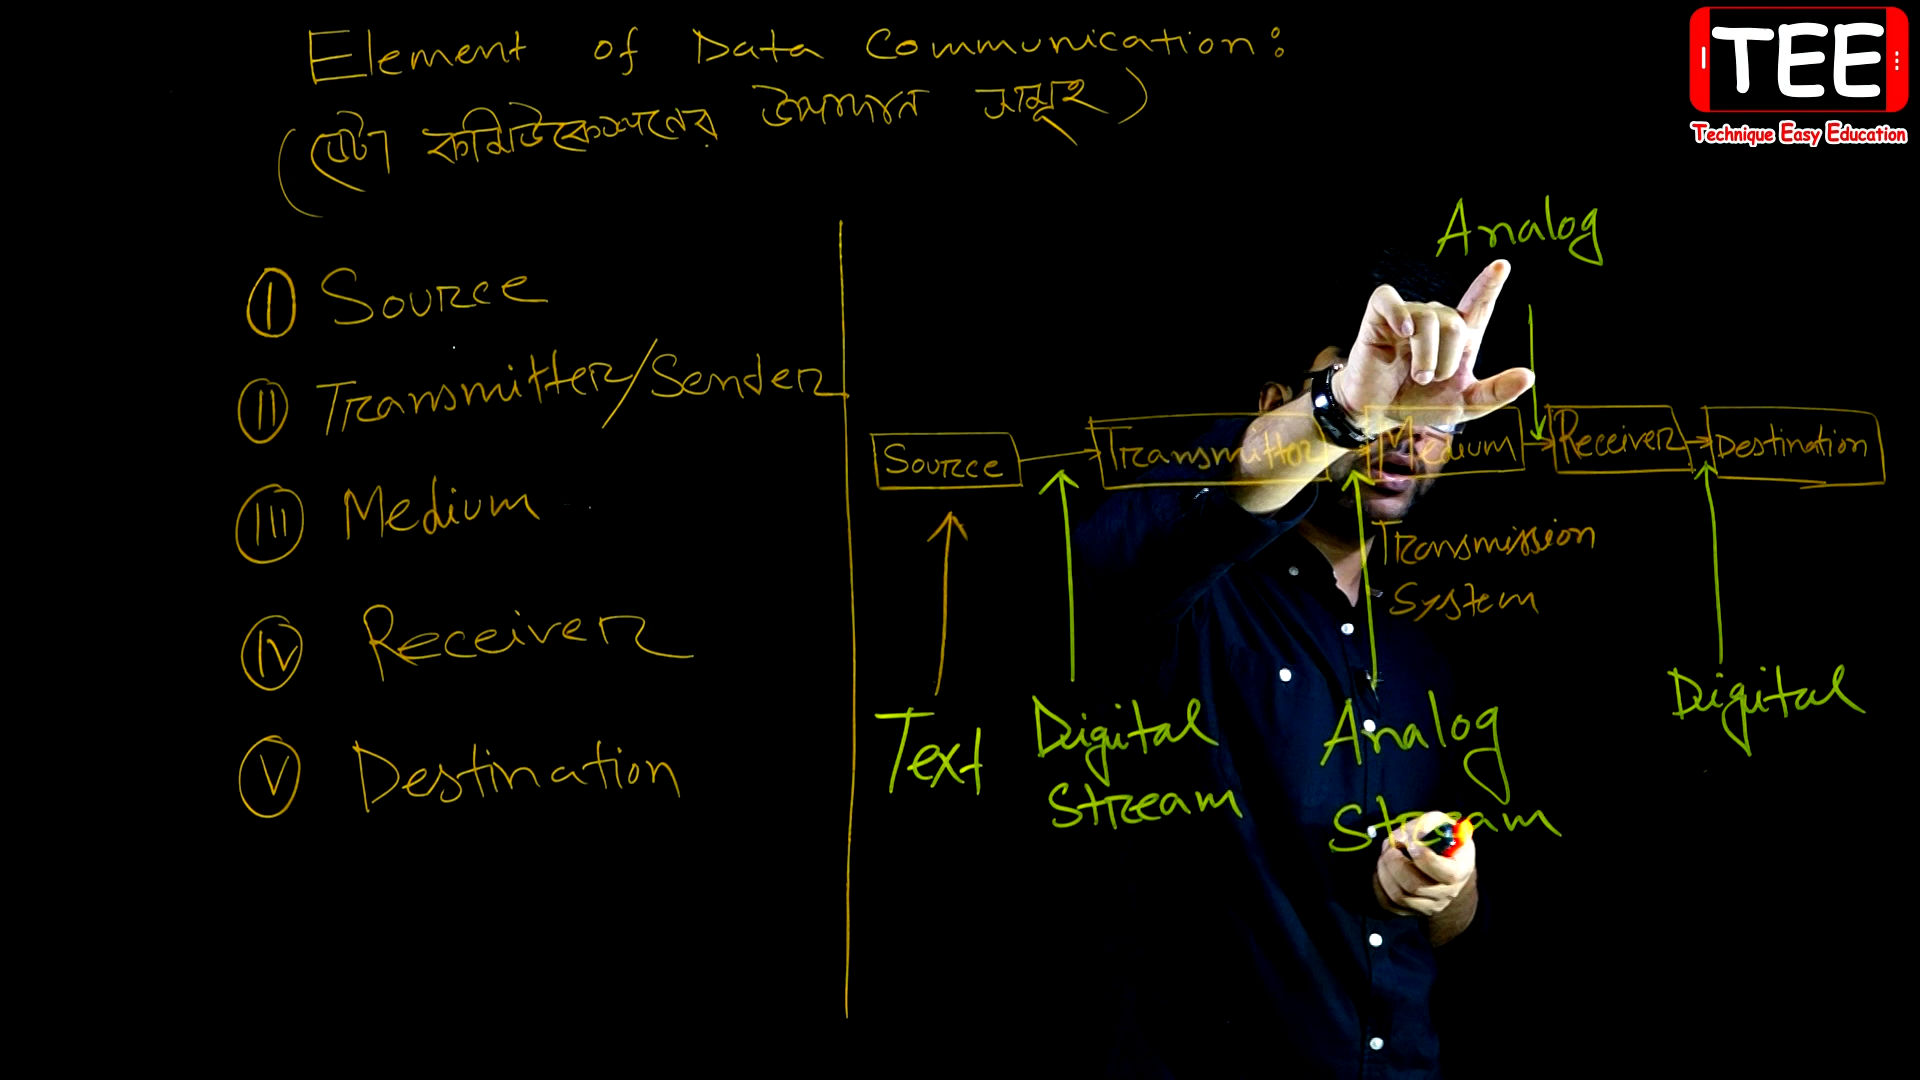 Element of Data Communication:
(ডেটা কমিউনিকেশনের উপাদান সমূহ)
TEE
Technique Easy Education
I Source
II Transmitter/Sender
III Medium
IV Receiver
V Destination
Analog
Source Transmitter Medium Receiver Destination
Transmission
System
Text
Digital
Stream
Analog
Stream
Digital